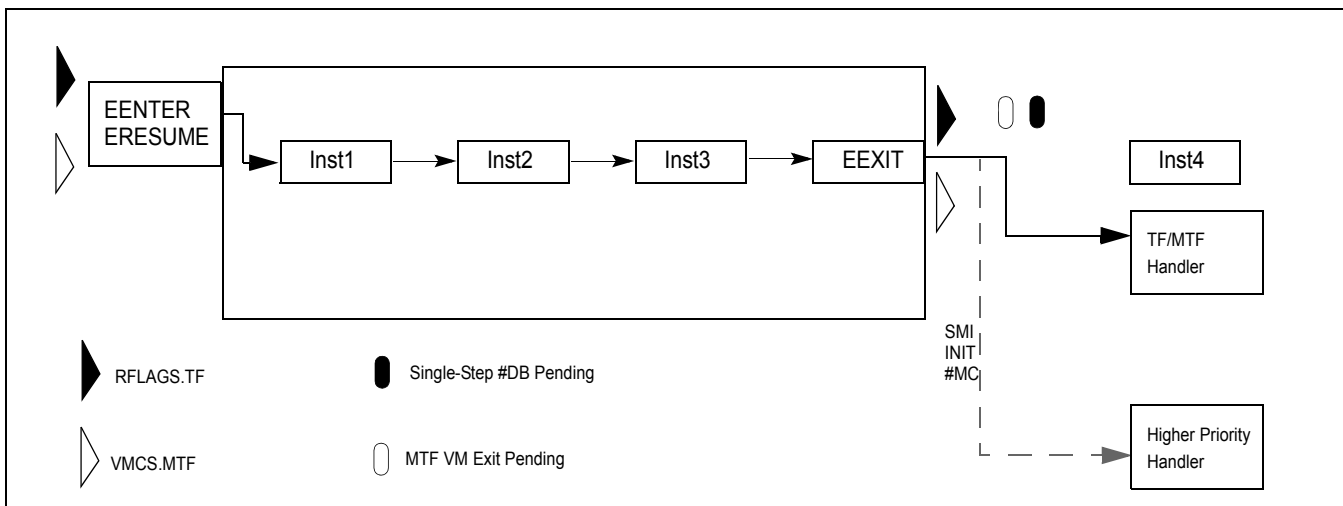 EENTER
ERESUME
Inst1
Inst2
Inst3
EEXIT
Inst4
TF/MTF
Handler
SMI
INIT
#MC
RFLAGS.TF
Single-Step #DB Pending
VMCS.MTF
MTF VM Exit Pending
Higher Priority
Handler